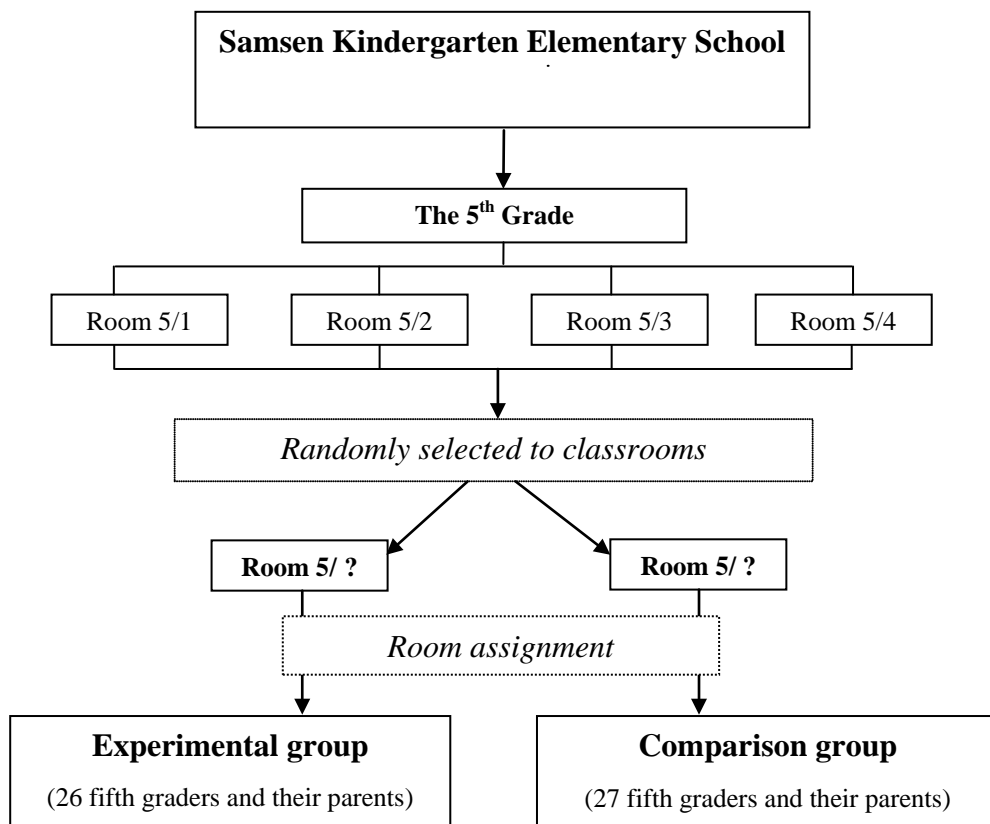 Samsen Kindergarten Elementary School
The 5th Grade
Room 5/1
Room 5/2
Room 5/3
Room 5/4
Randomly selected to classrooms
Room 5/ ?
Room 5/ ?
Room assignment
Experimental group
(26 fifth graders and their parents)
Comparison group
(27 fifth graders and their parents)